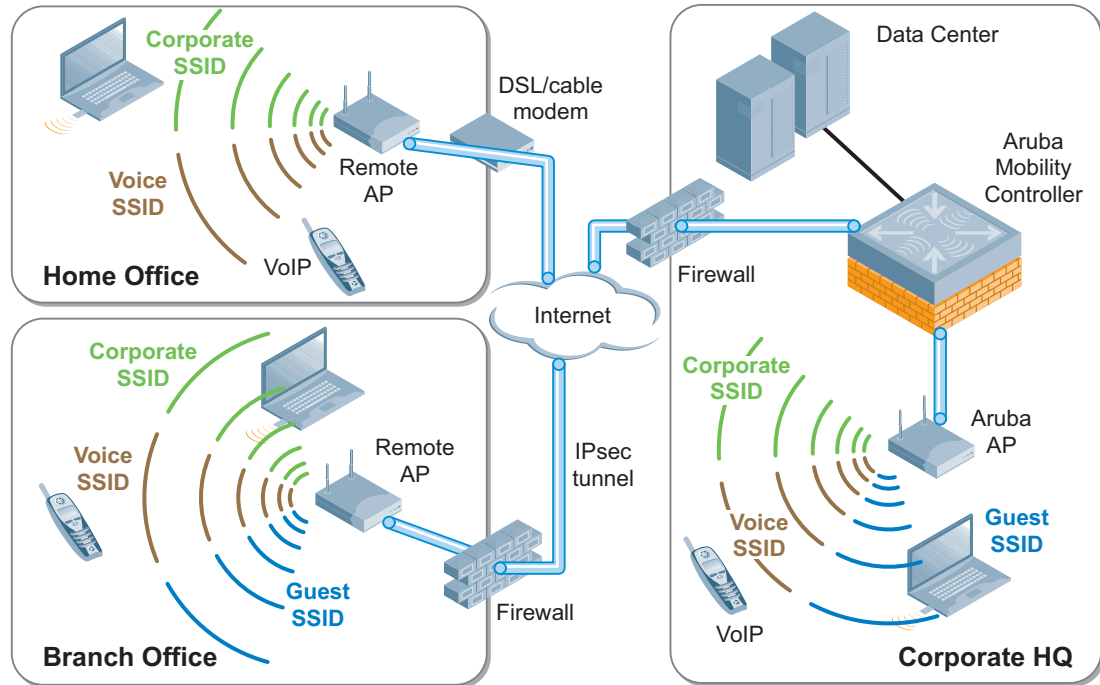 Corporate
SSID
DSL/cable
modem
Remote
AP
Voice
SSID
VoIP
Home Office
Data Center
Aruba
Mobility
Controller
Firewall
Internet
Corporate
SSID
Voice
SSID
Remote
AP
IPsec
tunnel
Guest
SSID
Firewall
Branch Office
Corporate
SSID
Aruba
AP
Voice
SSID
Guest
SSID
VoIP
Corporate HQ